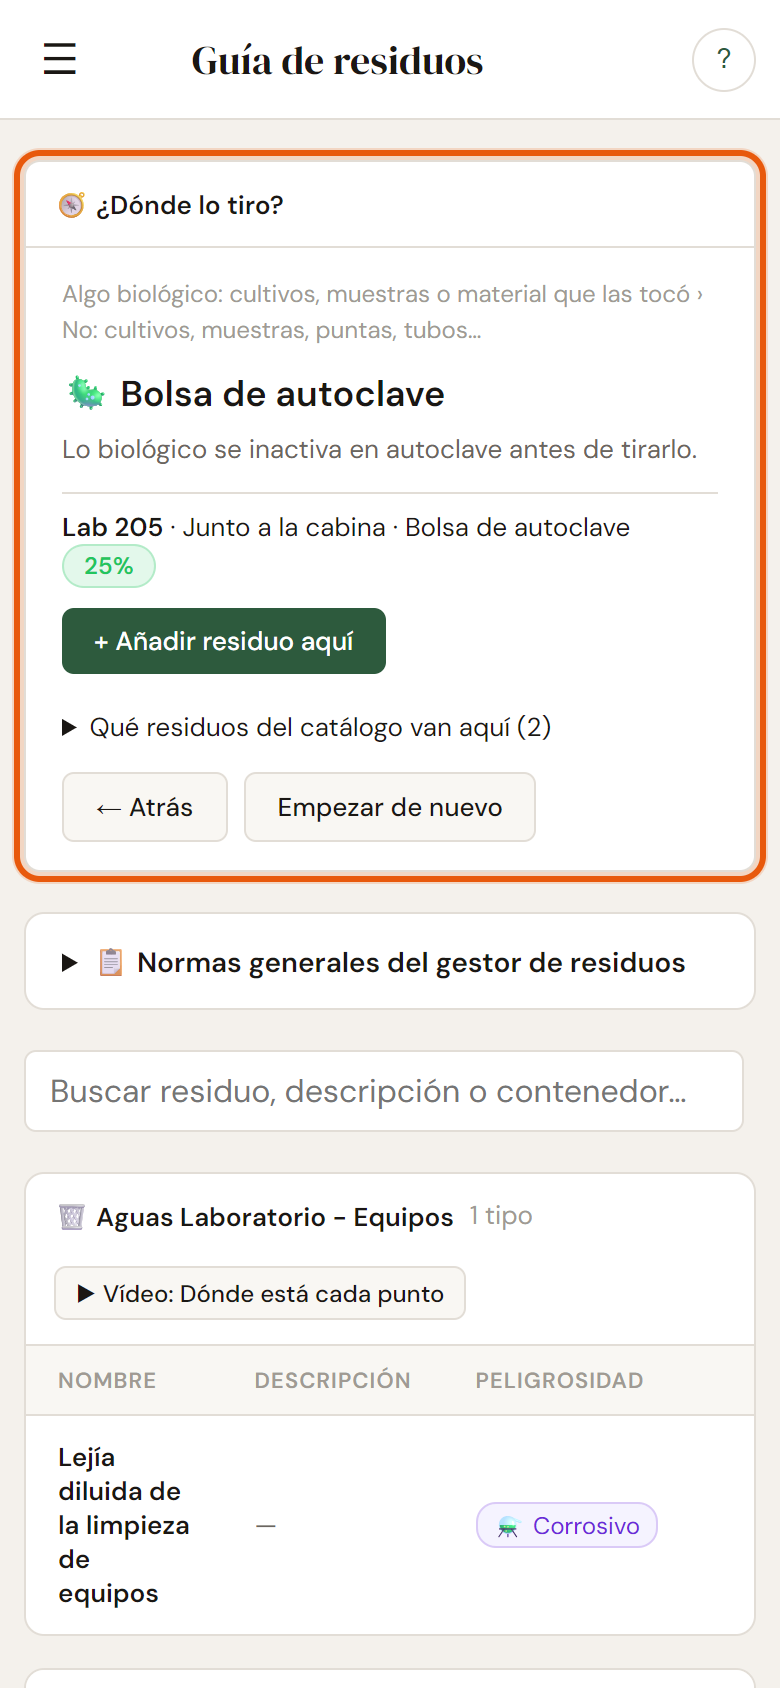 Guía de residuos
?
¿Dónde lo tiro?
Algo biológico: cultivos, muestras o material que las tocó ›
No: cultivos, muestras, puntas, tubos…
Bolsa de autoclave
Lo biológico se inactiva en autoclave antes de tirarlo.
Lab 205 · Junto a la cabina · Bolsa de autoclave
25%
+ Añadir residuo aquí
▶ Qué residuos del catálogo van aquí (2)
← Atrás
Empezar de nuevo
▶ Normas generales del gestor de residuos
Buscar residuo, descripción o contenedor…
Aguas Laboratorio - Equipos 1 tipo
▶ Vídeo: Dónde está cada punto
NOMBRE DESCRIPCIÓN PELIGROSIDAD
Lejía
diluida de
la limpieza
de
equipos
—
Corrosivo